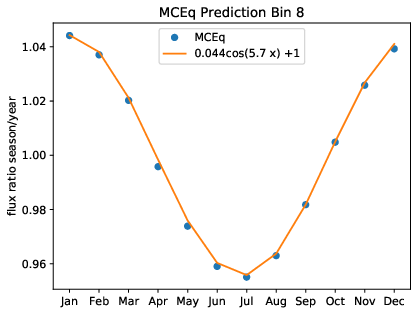 MCEq Prediction Bin 8
MCEq
0.044cos(5.7 x) +1
flux ratio season/year
1.04
1.02
1.00
0.98
0.96
Jan Feb Mar Apr May Jun Jul Aug Sep Oct Nov Dec